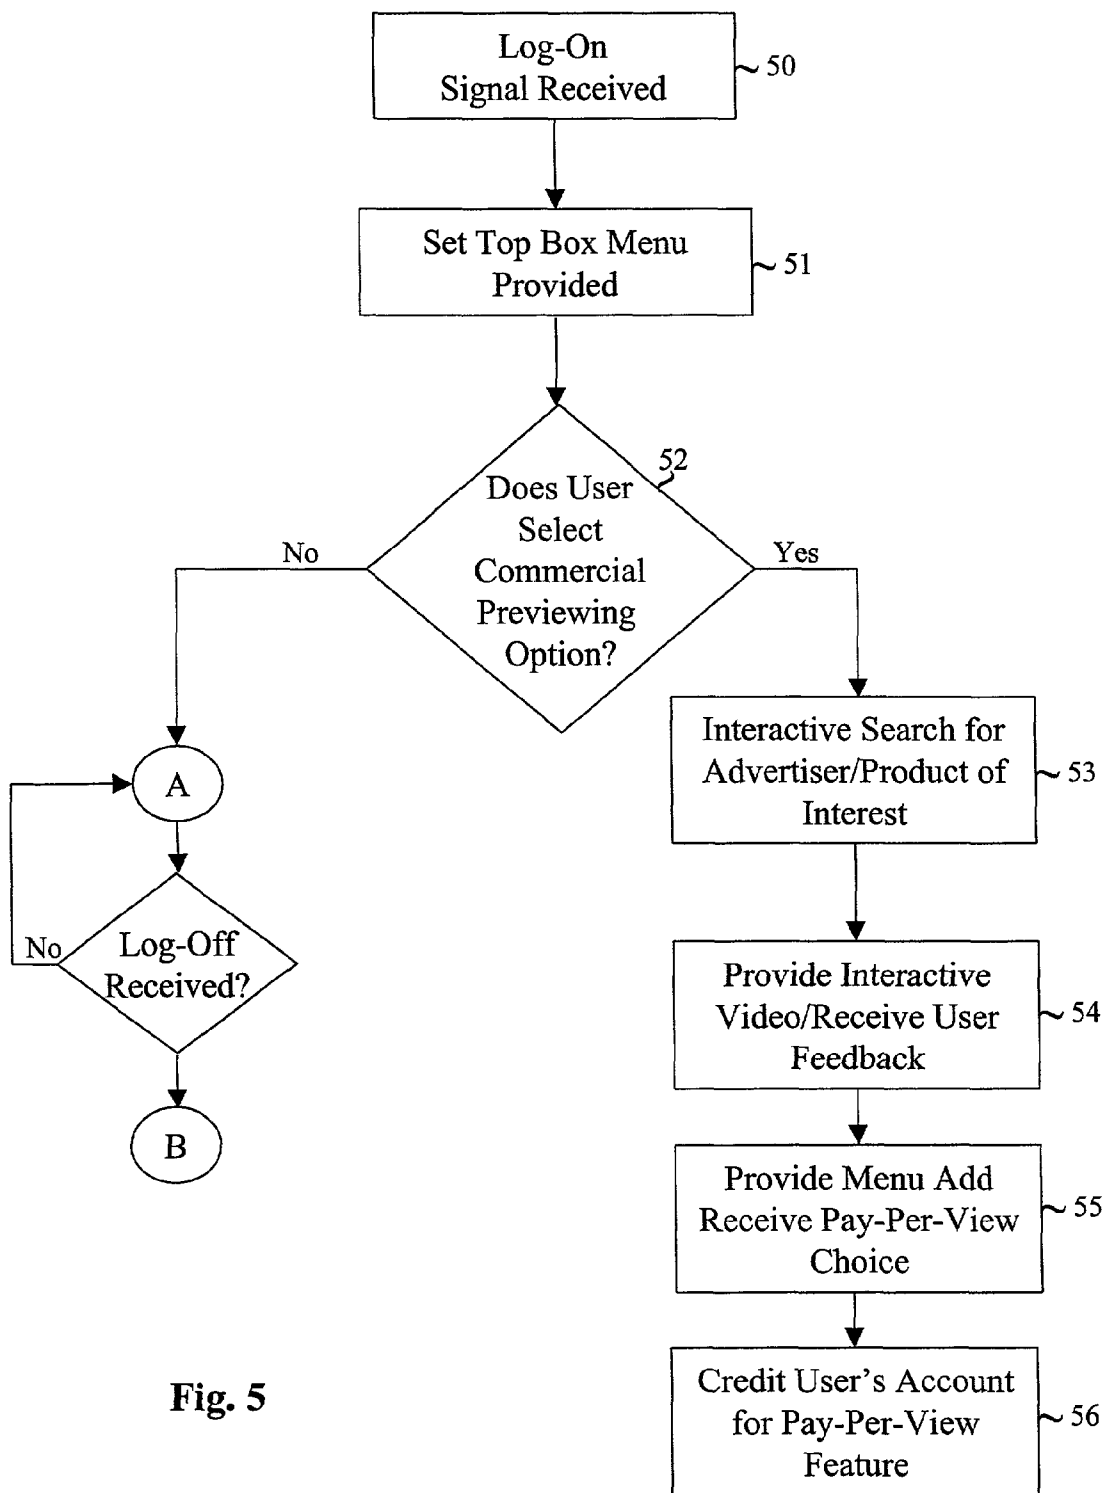 Log-On
Signal Received
50
Set Top Box Menu
Provided
51
52
Does User
Select
Commercial
Previewing
Option?
No
Yes
Interactive Search for
Advertiser/Product of
Interest
53
A
Log-Off
Received?
No
B
Provide Interactive
Video/Receive User
Feedback
54
Provide Menu Add
Receive Pay-Per-View
Choice
55
Credit User's Account
for Pay-Per-View
Feature
56
Fig. 5